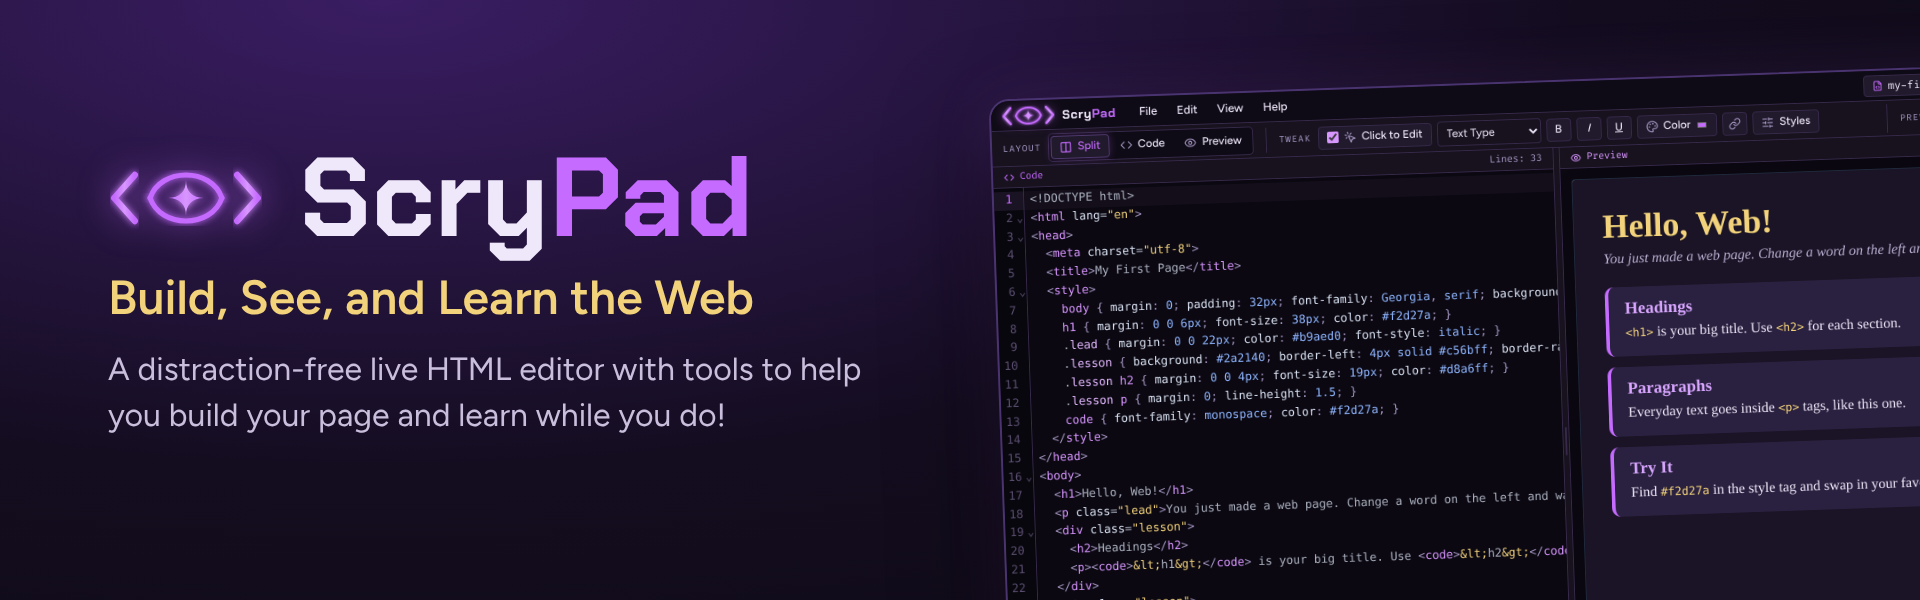 ScryPad
Build, See, and Learn the Web
A distraction-free live HTML editor with tools to help
you build your page and learn while you do!
ScryPad File Edit View Help
LAYOUT Split Code Preview TWEAK Click to Edit Text Type B I U Color Styles
Code Lines: 33
1 <!DOCTYPE html>
2 <html lang="en">
3 <head>
4 <meta charset="utf-8">
5 <title>My First Page</title>
6 <style>
7 body { margin: 0; padding: 32px; font-family: Georgia, serif; background
8 h1 { margin: 0 0 6px; font-size: 38px; color: #f2d27a; }
9 .lead { margin: 0 0 22px; color: #b9aed0; font-style: italic; }
10 .lesson { background: #2a2140; border-left: 4px solid #c56bff; border-ra
11 .lesson h2 { margin: 0 0 4px; font-size: 19px; color: #d8a6ff; }
12 .lesson p { margin: 0; line-height: 1.5; }
13 code { font-family: monospace; color: #f2d27a; }
14 </style>
15 </head>
16 <body>
17 <h1>Hello, Web!</h1>
18 <p class="lead">You just made a web page. Change a word on the left and wa
19 <div class="lesson">
20 <h2>Headings</h2>
21 <p><code>&lt;h1&gt;</code> is your big title. Use <code>&lt;h2&gt;</code
22 </div>
Preview
Hello, Web!
You just made a web page. Change a word on the left an
Headings
<h1> is your big title. Use <h2> for each section.
Paragraphs
Everyday text goes inside <p> tags, like this one.
Try It
Find #f2d27a in the style tag and swap in your fav